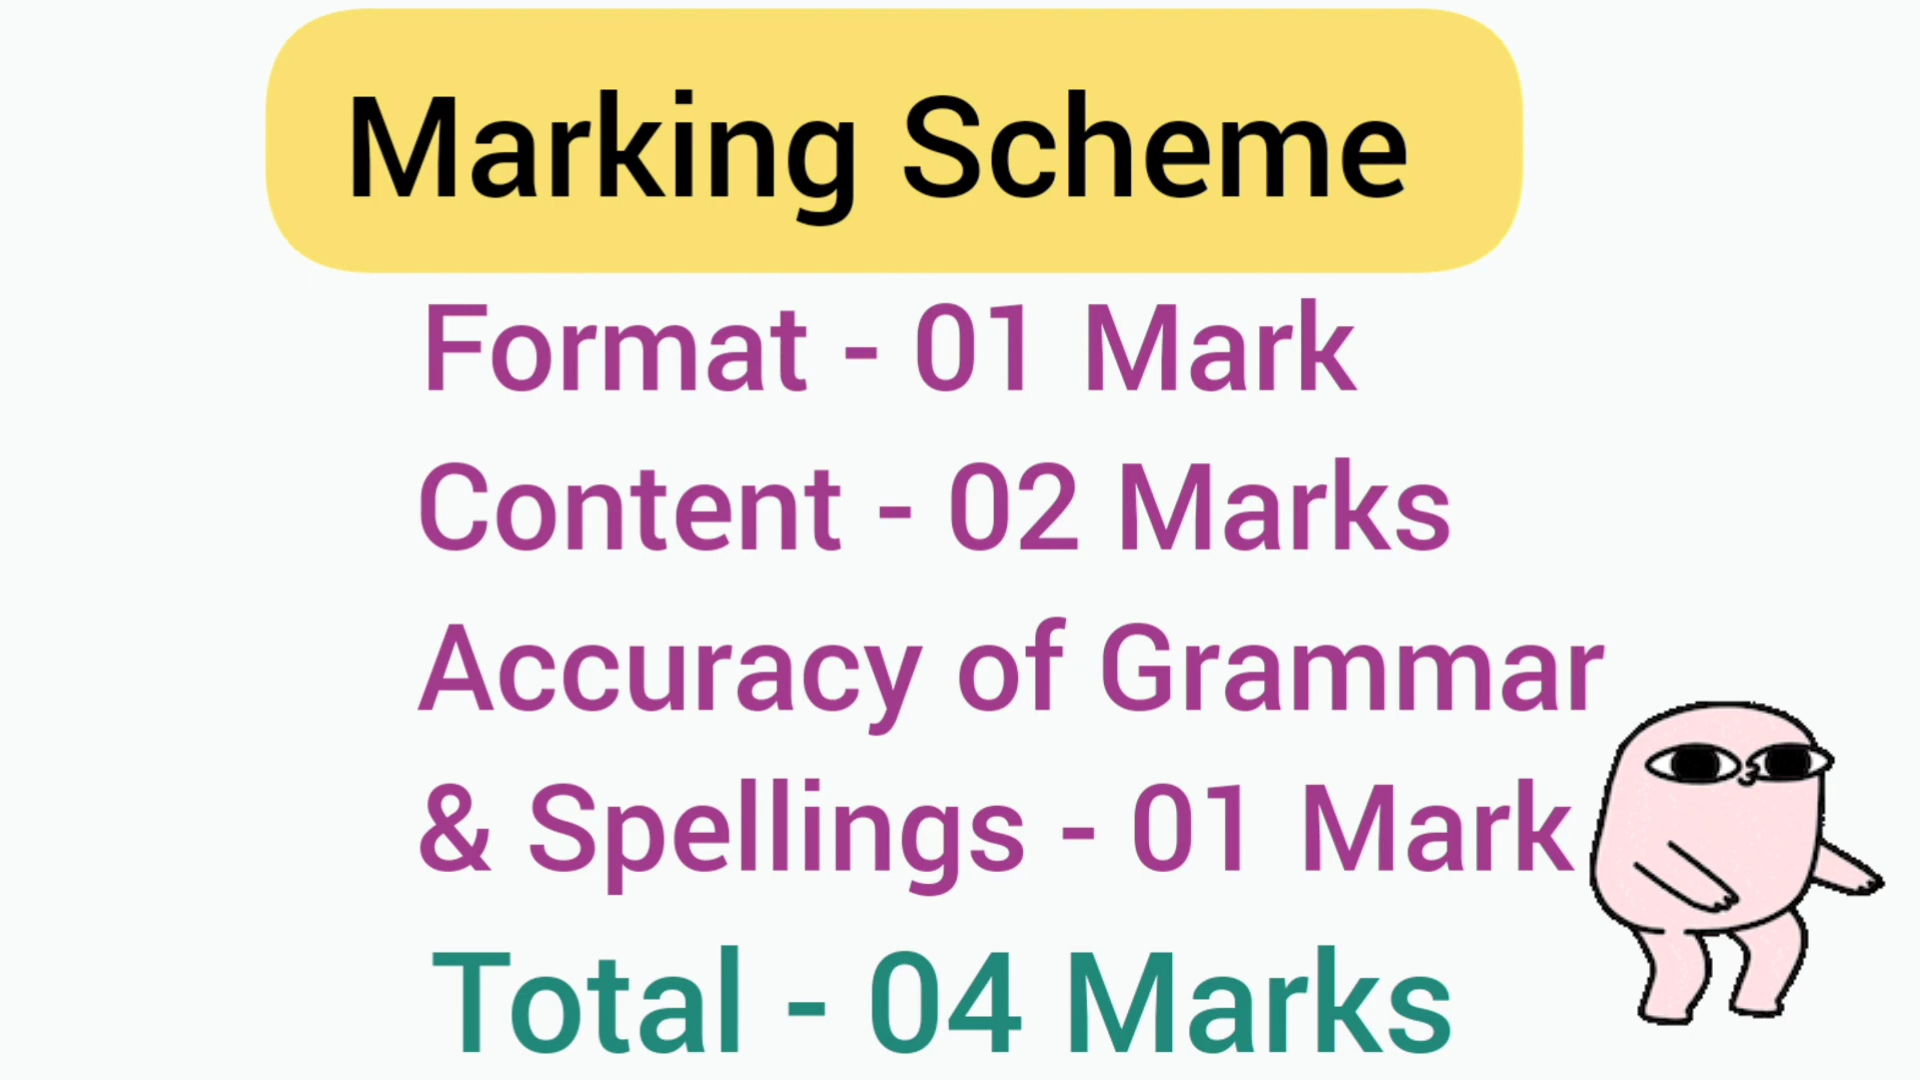 Marking Scheme
Format - 01 Mark
Content - 02 Marks
Accuracy of Grammar
& Spellings - 01 Mark
Total - 04 Marks